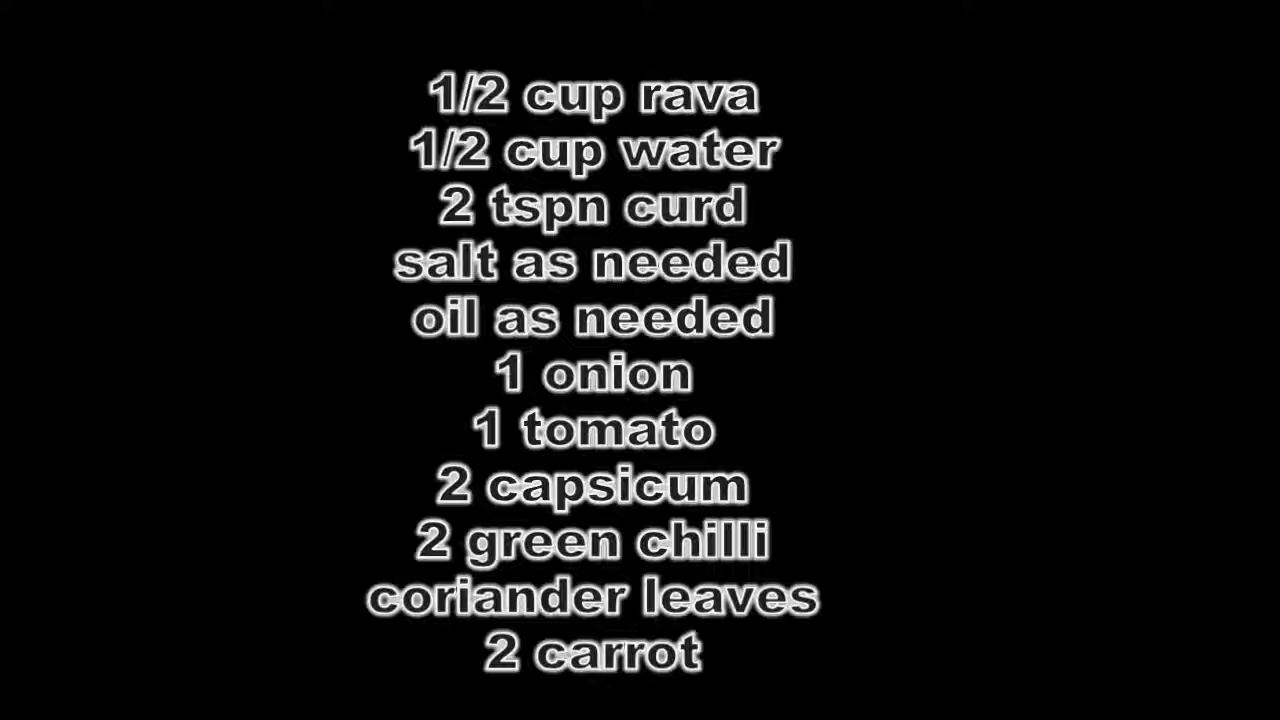 1/2 cup rava
1/2 cup water
2 tspn curd
salt as needed
oil as needed
1 onion
1 tomato
2 capsicum
2 green chilli
coriander leaves
2 carrot